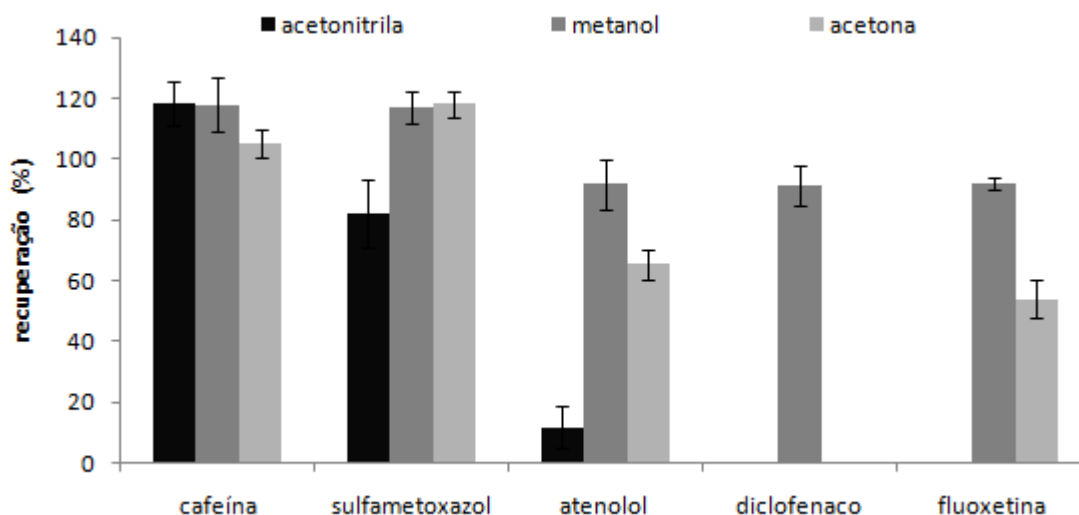 acetonitrila metanol acetona
140
120
100
80
60
40
20
0
recuperação (%)
cafeína sulfametoxazol atenolol diclofenaco fluoxetina